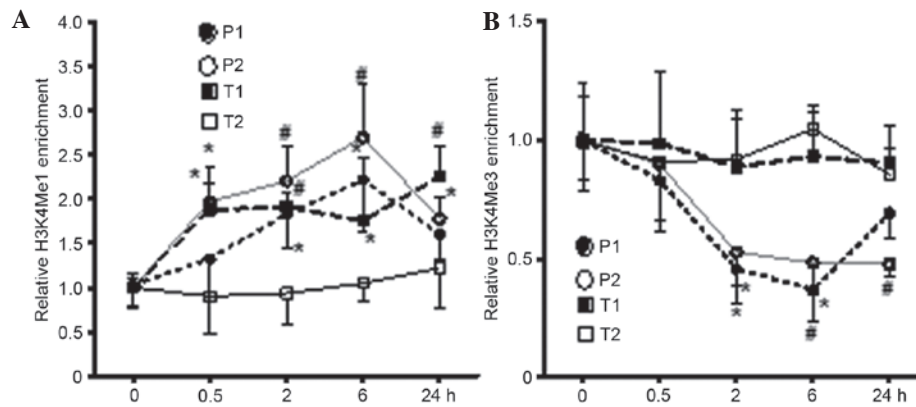 A
Relative H3K4Me1 enrichment
4.0
3.5
3.0
2.5
2.0
1.5
1.0
0.5
0
P1
P2
T1
T2
*
*
#
#
*
#
*
*
#
*
0
0.5
2
6
24 h
B
Relative H3K4Me3 enrichment
1.5
1.0
0.5
0
P1
P2
T1
T2
*
*
*
#
#
0
0.5
2
6
24 h